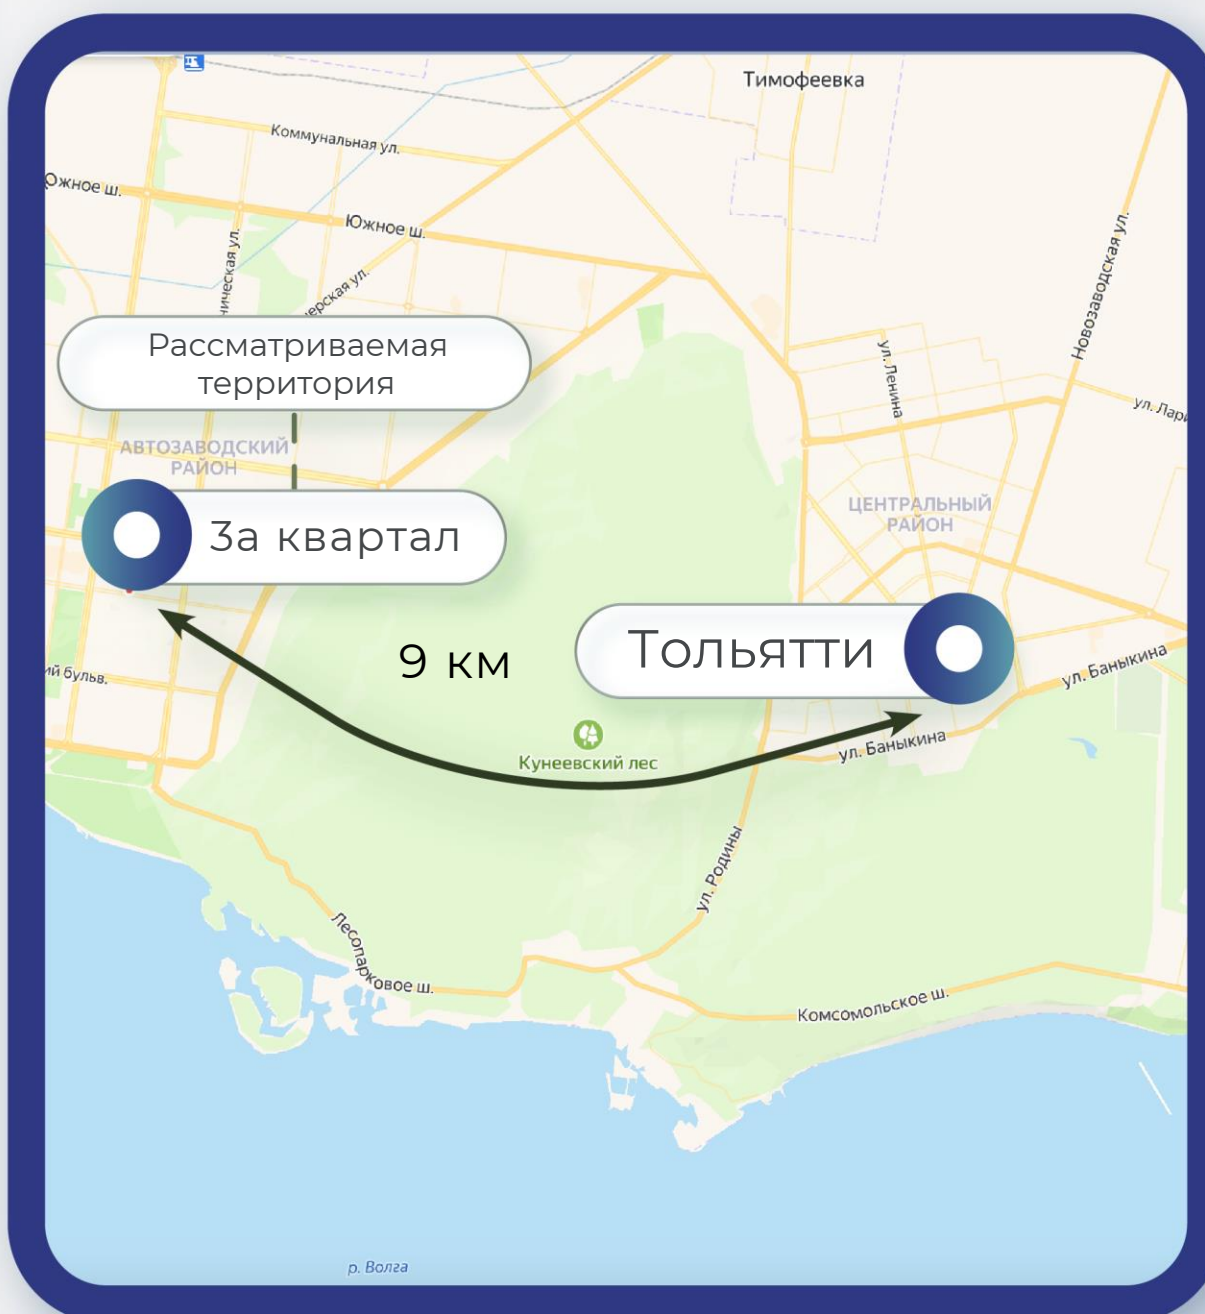 Тимофеевка
Коммунальная ул.
Южное ш.
Южное ш.
Новозаводская ул.
Рассматриваемая
территория
ул. Ленина
АВТОЗАВОДСКИЙ
РАЙОН
ЦЕНТРАЛЬНЫЙ
РАЙОН
3а квартал
9 км
Тольятти
ул. Баныкина
ул. Баныкина
Кунеевский лес
ул. Родины
Лесопарковое ш.
Комсомольское ш.
р. Волга